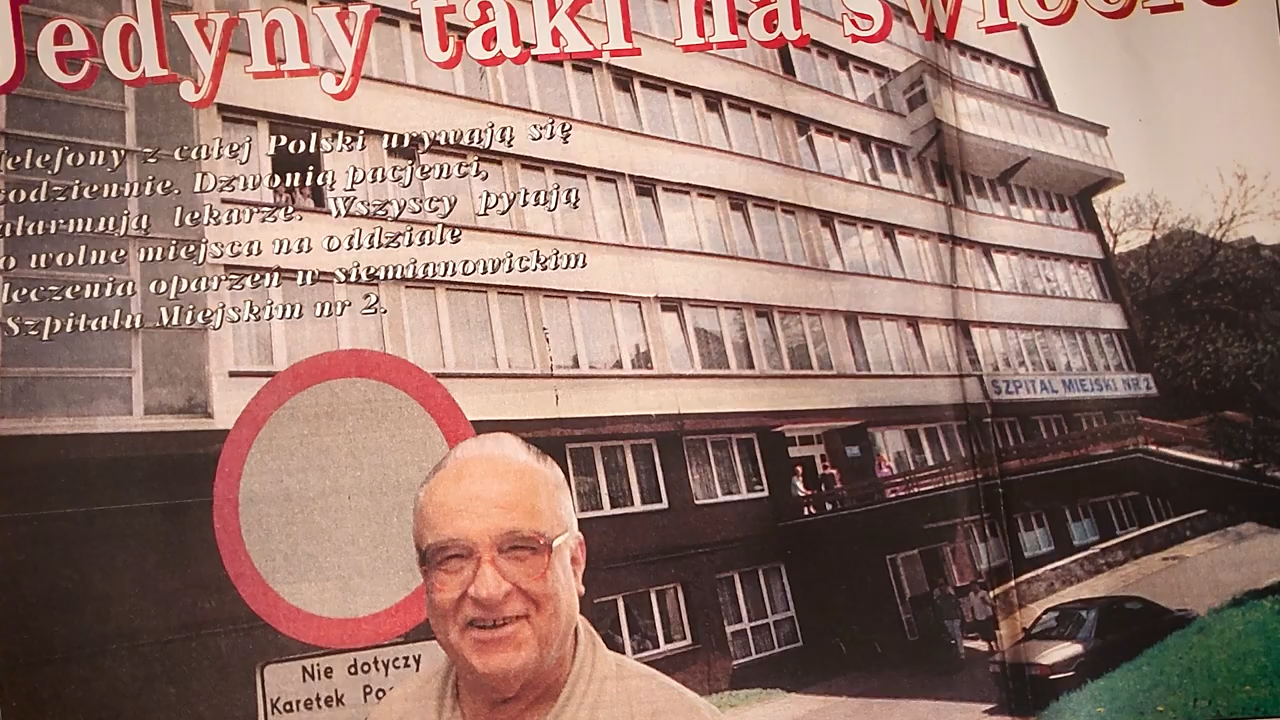 Jedyny taki na świecie
Telefony z całej Polski urywają się
codziennie. Dzwonią pacjenci,
alarmują lekarze. Wszyscy pytają
o wolne miejsca na oddziale
leczenia oparzeń w siemianowickim
Szpitalu Miejskim nr 2.
SZPITAL MIEJSKI NR 2
Nie dotyczy
Karetek Po